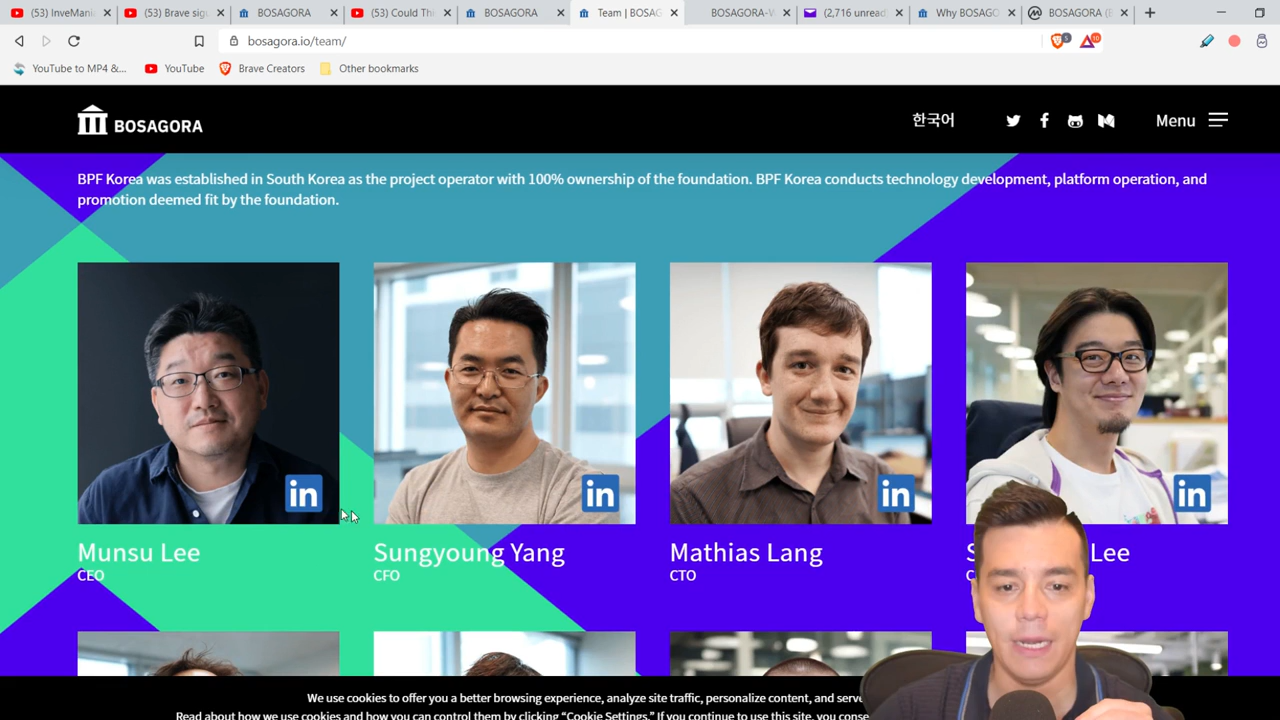 (53) InveMani
(53) Brave sig
BOSAGORA
(53) Could Thi
BOSAGORA
Team | BOSAG
BOSAGORA-W
(2,716 unread
Why BOSAGO
BOSAGORA (B
bosagora.io/team/
5
10
YouTube to MP4 &...
YouTube
Brave Creators
Other bookmarks
BOSAGORA
한국어
Menu
BPF Korea was established in South Korea as the project operator with 100% ownership of the foundation. BPF Korea conducts technology development, platform operation, and
promotion deemed fit by the foundation.
in
in
in
in
Munsu Lee
Sungyoung Yang
Mathias Lang
Lee
CEO
CFO
CTO
We use cookies to offer you a better browsing experience, analyze site traffic, personalize content, and serve
Read about how we use cookies and how you can control them by clicking “Cookie Settings.” If you continue to use this site, you conse